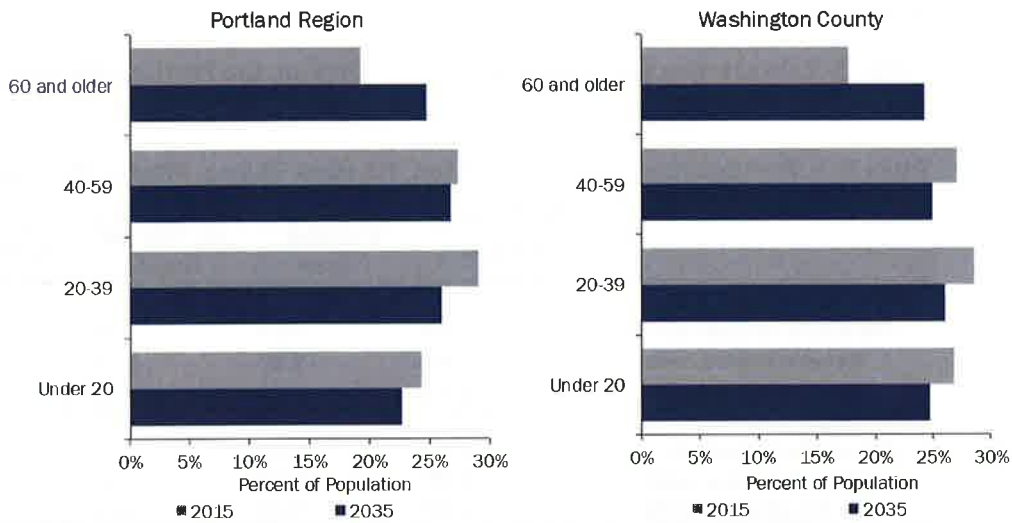 Portland Region
60 and older
40-59
20-39
Under 20
0% 5% 10% 15% 20% 25% 30%
Percent of Population
2015 2035
Washington County
60 and older
40-59
20-39
Under 20
0% 5% 10% 15% 20% 25% 30%
Percent of Population
2015 2035